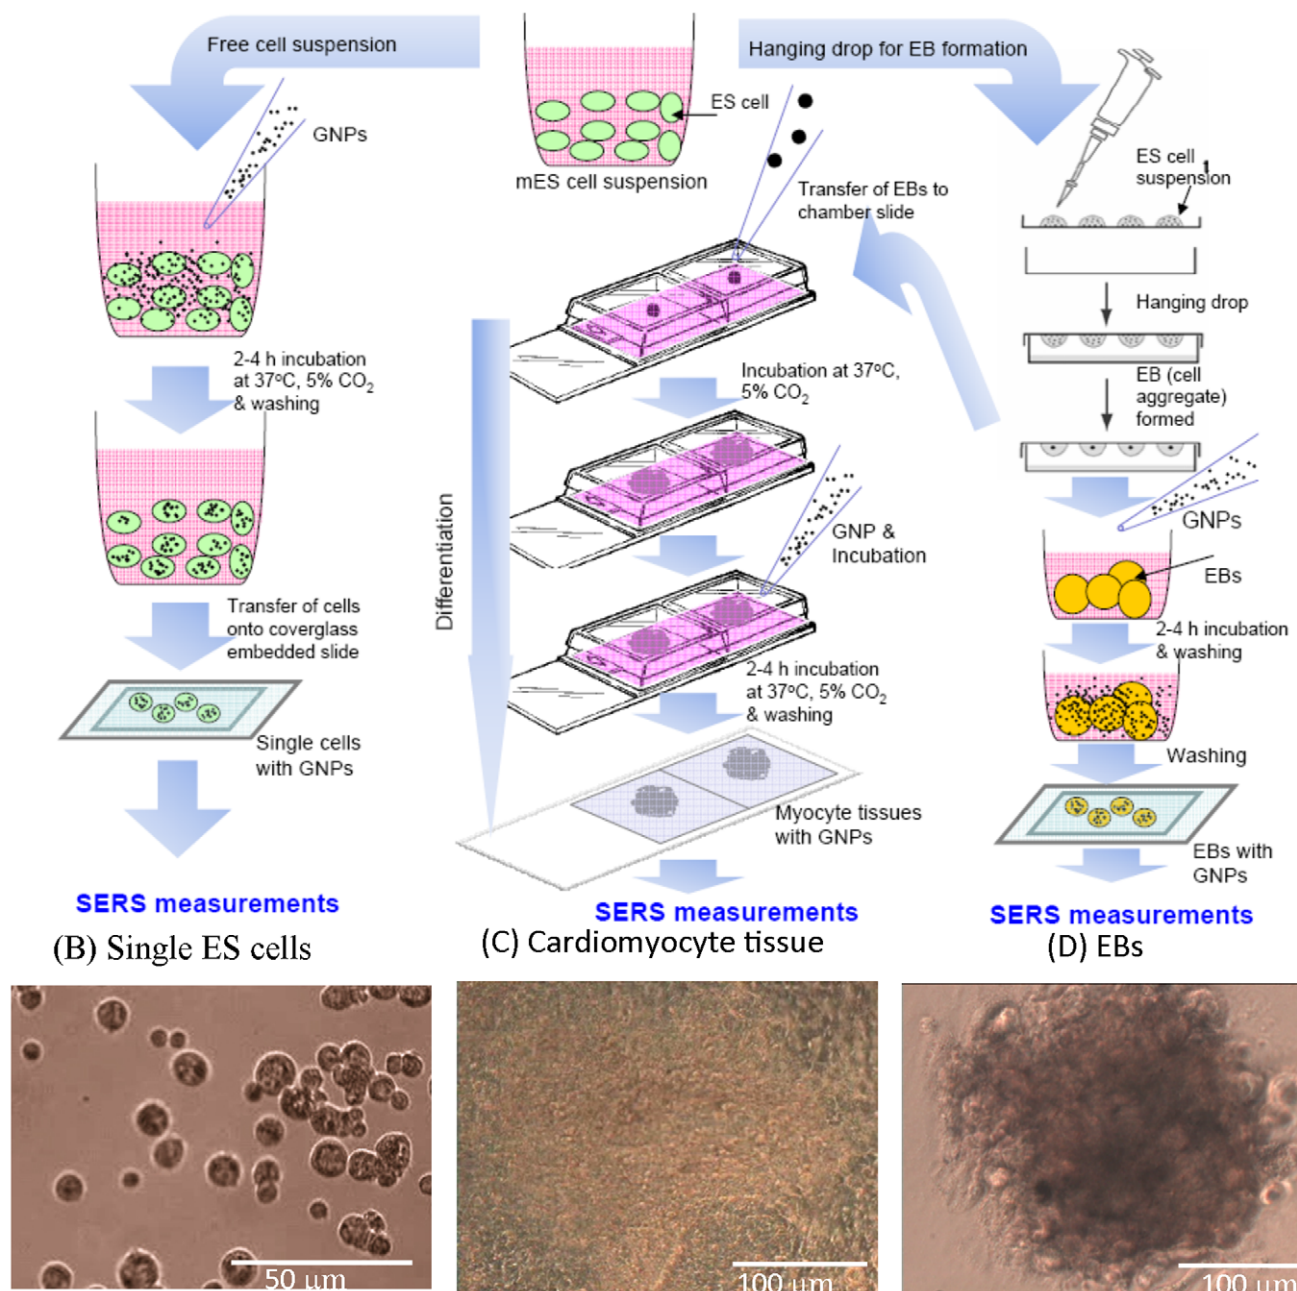 Free cell suspension
GNPs
2-4 h incubation
at 37ºC, 5% CO2
& washing
Transfer of cells
onto coverglass
embedded slide
Single cells
with GNPs
SERS measurements
(B) Single ES cells
50 µm
ES cell
mES cell suspension
Transfer of EBs to
chamber slide
Incubation at 37ºC,
5% CO2
Differentiation
GNP &
Incubation
2-4 h incubation
at 37ºC, 5% CO2
& washing
Myocyte tissues
with GNPs
SERS measurements
(C) Cardiomyocyte tissue
100 µm
Hanging drop for EB formation
ES cell
suspension
Hanging drop
EB (cell
aggregate)
formed
GNPs
EBs
2-4 h incubation
& washing
Washing
EBs with
GNPs
SERS measurements
(D) EBs
100 µm